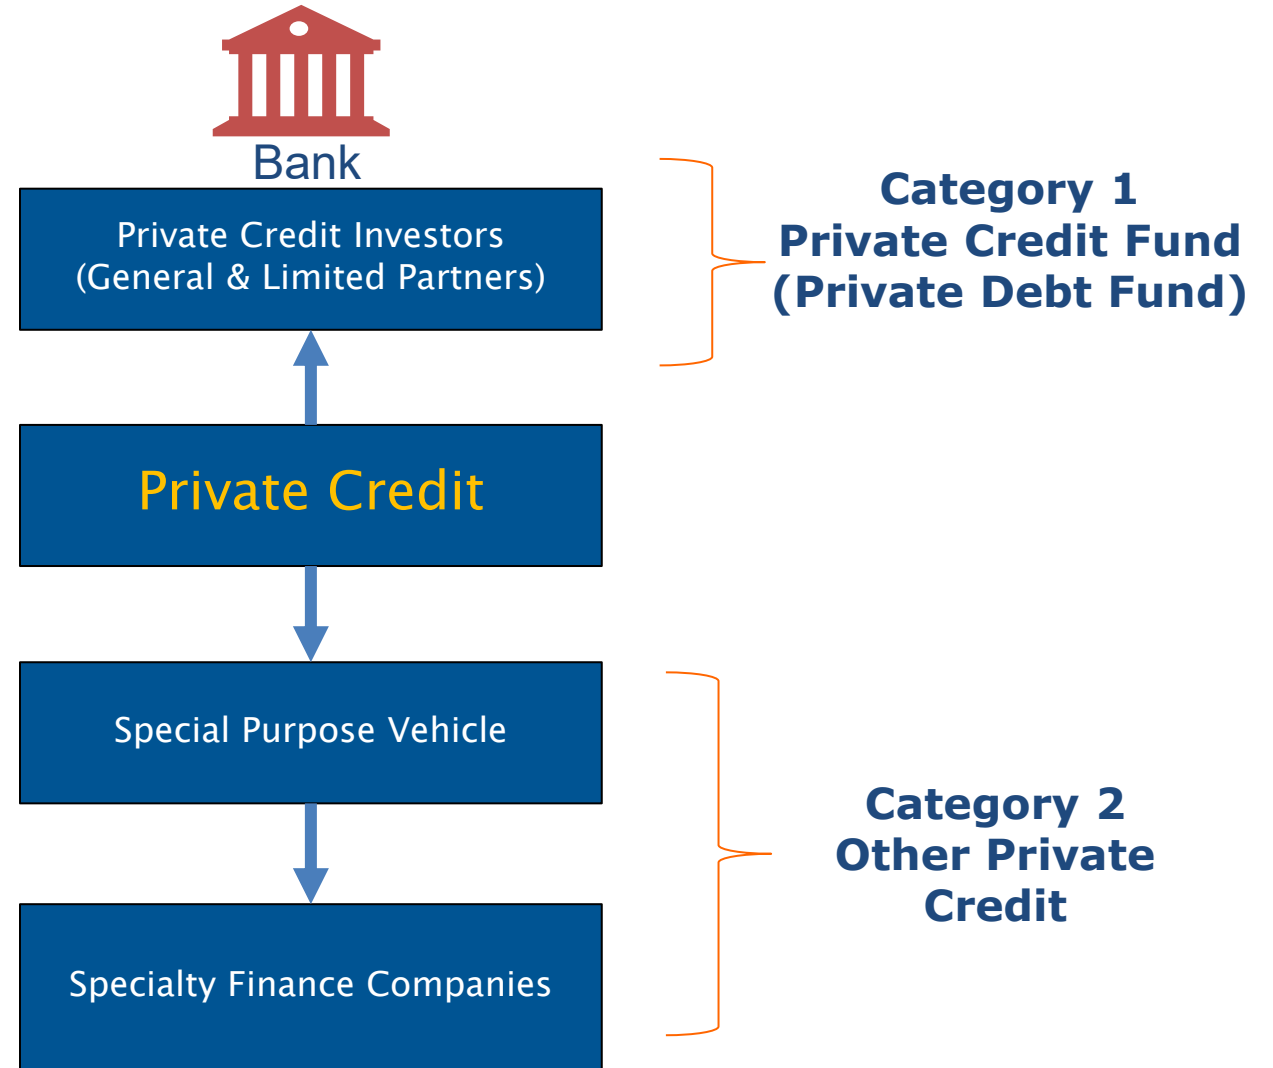 Bank
Private Credit Investors
(General & Limited Partners)
Category 1
Private Credit Fund
(Private Debt Fund)
Private Credit
Special Purpose Vehicle
Category 2
Other Private
Credit
Specialty Finance Companies